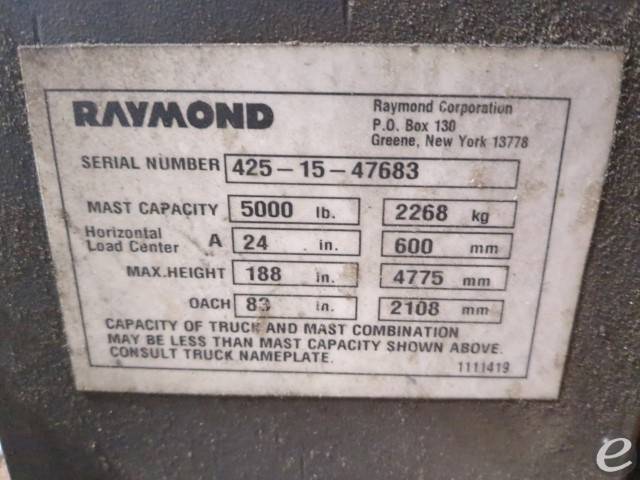 RAYMOND
Raymond Corporation
P.O. Box 130
Greene, New York 13778
SERIAL NUMBER 425-15-47683
MAST CAPACITY 5000 lb. 2268 kg
Horizontal
Load Center A 24 in. 600 mm
MAX.HEIGHT 188 in. 4775 mm
OACH 83 in. 2108 mm
CAPACITY OF TRUCK AND MAST COMBINATION
MAY BE LESS THAN MAST CAPACITY SHOWN ABOVE.
CONSULT TRUCK NAMEPLATE.
1111419
e